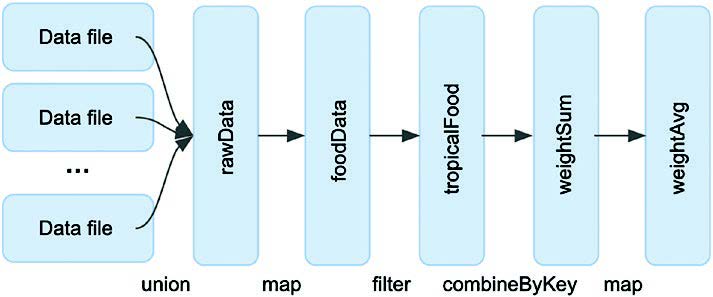 Data file
Data file
...
Data file
rawData
foodData
tropicalFood
weightSum
weightAvg
union
map
filter
combineByKey
map